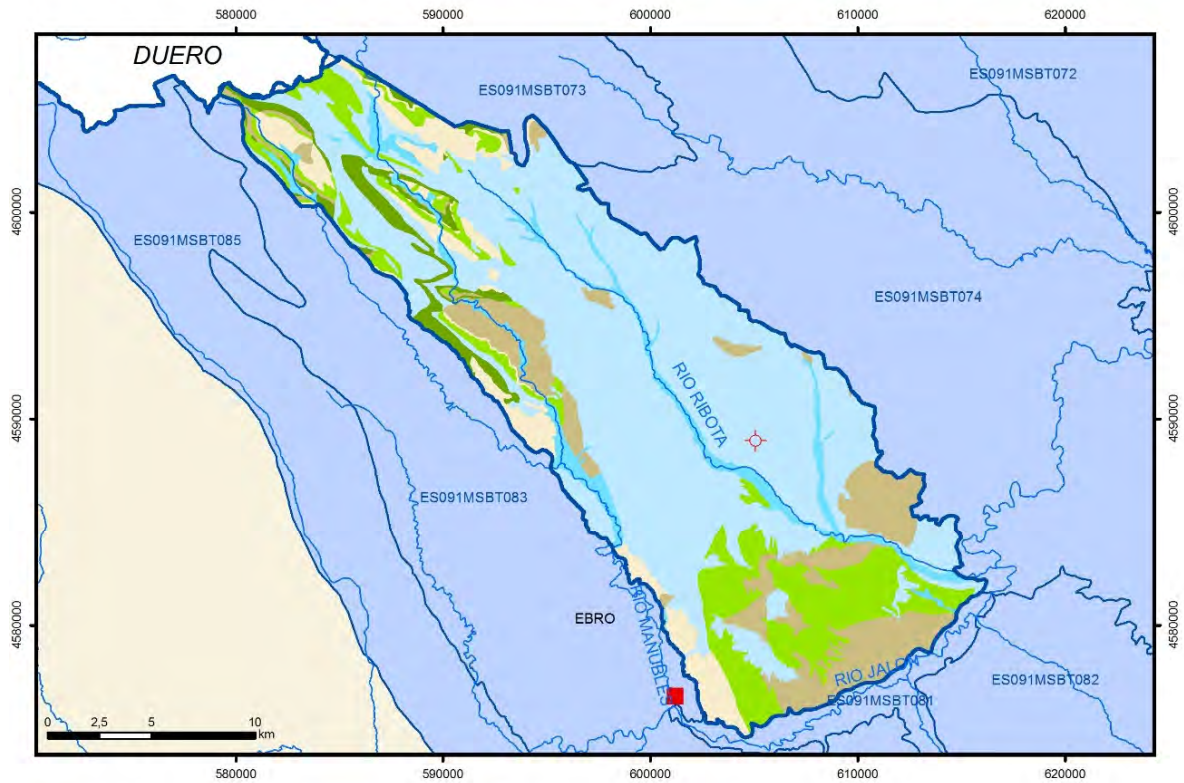 580000 590000 600000 610000 620000
DUERO
ES091MSBT072
ES091MSBT073
4600000
4600000
ES091MSBT085
ES091MSBT074
RIO RIBOTA
4590000
4590000
ES091MSBT083
EBRO
RIO MANUBLES
4580000
4580000
RIO JALON
ES091MSBT082
ES091MSBT081
0 2,5 5 10
km
580000 590000 600000 610000 620000